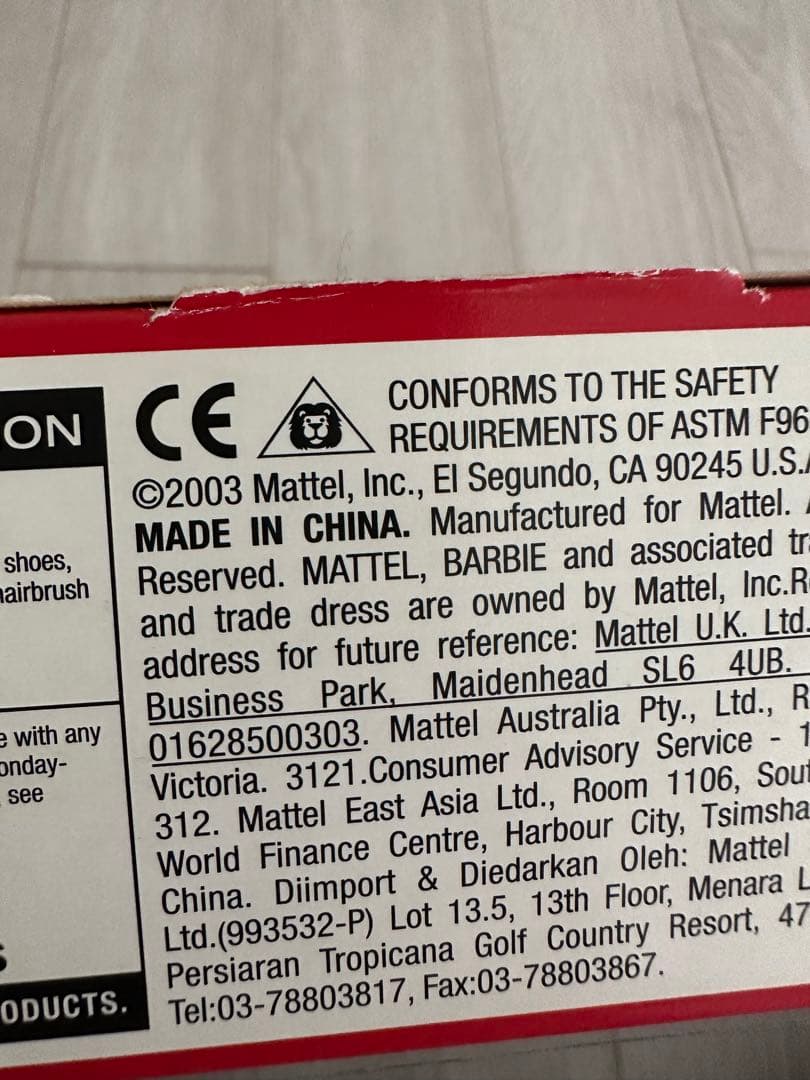 ON
shoes,
hairbrush
e with any
onday-
see
S
ODUCTS.
CE
CONFORMS TO THE SAFETY
REQUIREMENTS OF ASTM F96
©2003 Mattel, Inc., El Segundo, CA 90245 U.S.A
MADE IN CHINA. Manufactured for Mattel. A
Reserved. MATTEL, BARBIE and associated tr
and trade dress are owned by Mattel, Inc.R
address for future reference: Mattel U.K. Ltd.
Business Park, Maidenhead SL6 4UB.
01628500303. Mattel Australia Pty., Ltd., R
Victoria. 3121.Consumer Advisory Service - 1
312. Mattel East Asia Ltd., Room 1106, Sout
World Finance Centre, Harbour City, Tsimsha
China. Diimport & Diedarkan Oleh: Mattel
Ltd.(993532-P) Lot 13.5, 13th Floor, Menara L
Persiaran Tropicana Golf Country Resort, 47
Tel:03-78803817, Fax:03-78803867.